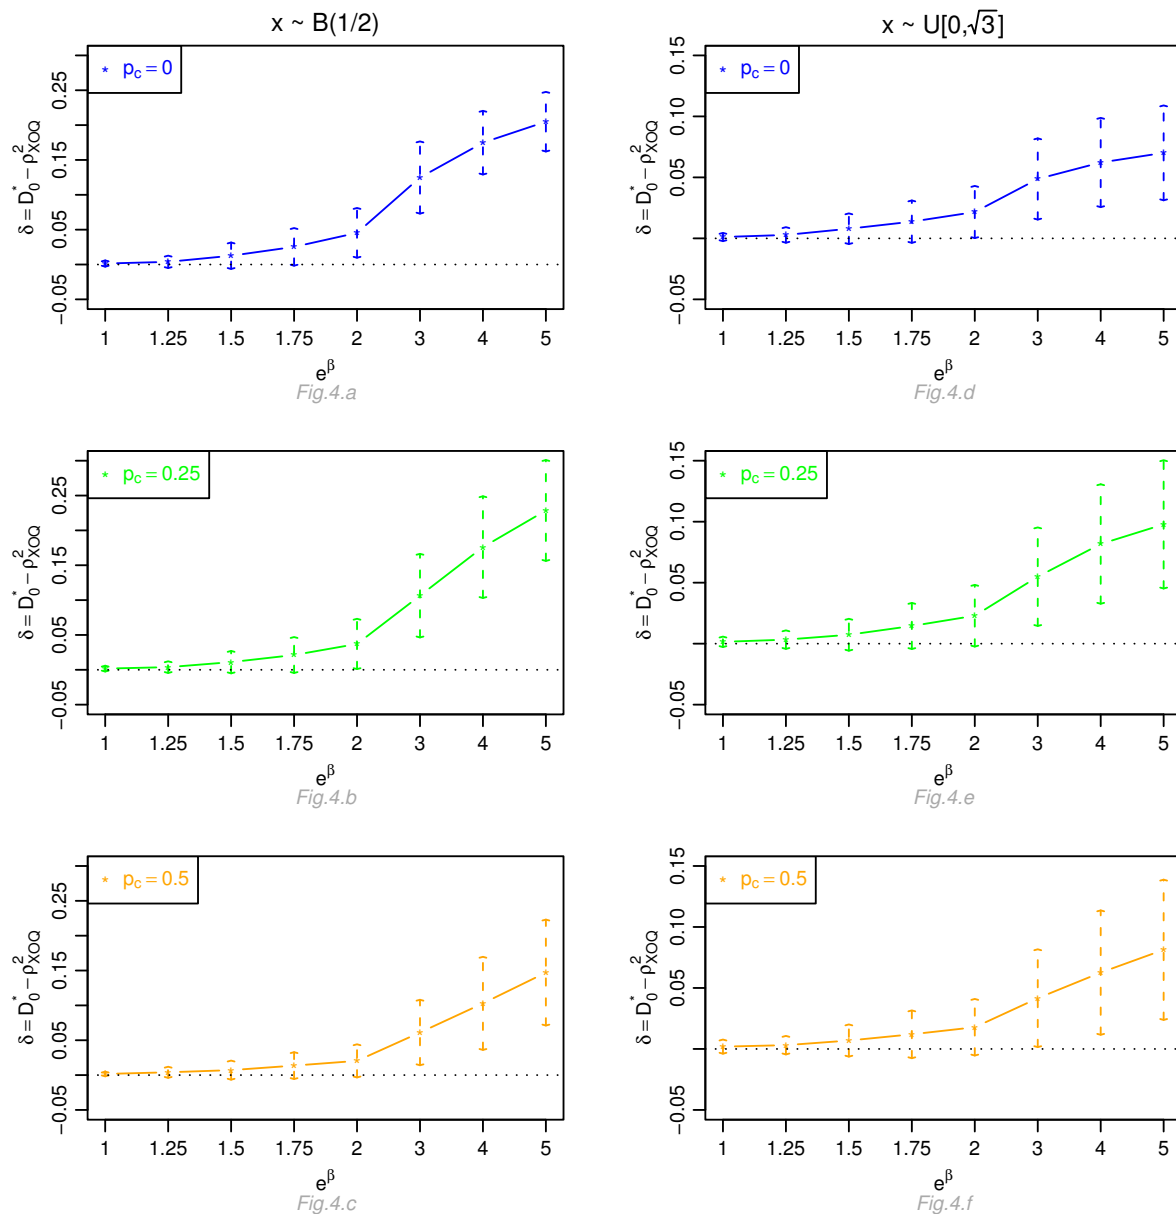 x ~ B(1/2)
* p_c = 0
δ = D*_0 − ρ²_XOQ
−0.05 0.05 0.15 0.25
1 1.25 1.5 1.75 2 3 4 5
e^β
Fig.4.a
x ~ U[0,√3]
* p_c = 0
δ = D*_0 − ρ²_XOQ
−0.05 0.05 0.10 0.15
1 1.25 1.5 1.75 2 3 4 5
e^β
Fig.4.d
* p_c = 0.25
δ = D*_0 − ρ²_XOQ
−0.05 0.05 0.15 0.25
1 1.25 1.5 1.75 2 3 4 5
e^β
Fig.4.b
* p_c = 0.25
δ = D*_0 − ρ²_XOQ
−0.05 0.05 0.10 0.15
1 1.25 1.5 1.75 2 3 4 5
e^β
Fig.4.e
* p_c = 0.5
δ = D*_0 − ρ²_XOQ
−0.05 0.05 0.15 0.25
1 1.25 1.5 1.75 2 3 4 5
e^β
Fig.4.c
* p_c = 0.5
δ = D*_0 − ρ²_XOQ
−0.05 0.05 0.10 0.15
1 1.25 1.5 1.75 2 3 4 5
e^β
Fig.4.f